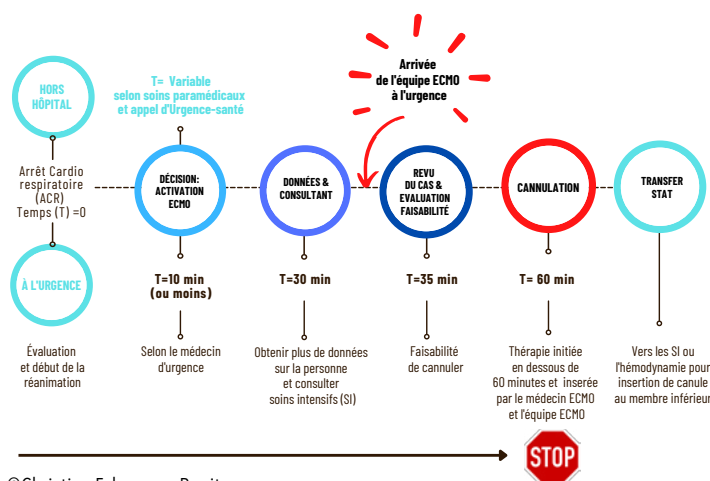 Arrivée
de l'équipe ECMO
à l'urgence
HORS
HÔPITAL
T= Variable
selon soins paramédicaux
et appel d'Urgence-santé
Arrêt Cardio
respiratoire
(ACR)
Temps (T) =0
DÉCISION:
ACTIVATION
ECMO
DONNÉES &
CONSULTANT
REVU
DU CAS &
EVALUATION
FAISABILITÉ
CANNULATION
TRANSFER
STAT
À L'URGENCE
T=10 min
(ou moins)
T=30 min
T=35 min
T= 60 min
Évaluation
et début de la
réanimation
Selon le médecin
d'urgence
Obtenir plus de données
sur la personne
et consulter
soins intensifs (SI)
Faisabilité
de cannuler
Thérapie initiée
en dessous de
60 minutes et insérée
par le médecin ECMO
et l'équipe ECMO
Vers les SI ou
l'hémodynamie pour
insertion de canule
au membre inférieur
STOP